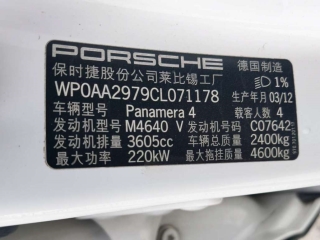 PORSCHE 德国制造
保时捷股份公司莱比锡工厂 1%
WP0AA2979CL071178 生产年月 03/12
车辆型号 Panamera 4 载客人数 4
发动机型号 M4640 V 发动机号码 C07642
发动机排量 3605cc 车辆总质量 2400kg
最大功率 220kW 最大拖挂质量 4600kg